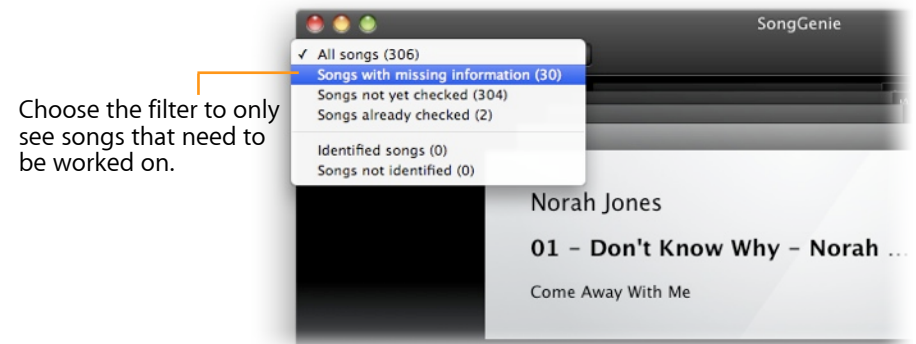 SongGenie
✓ All songs (306)
Songs with missing information (30)
Songs not yet checked (304)
Songs already checked (2)
Identified songs (0)
Songs not identified (0)
Choose the filter to only
see songs that need to
be worked on.
Norah Jones
01 - Don't Know Why - Norah ...
Come Away With Me